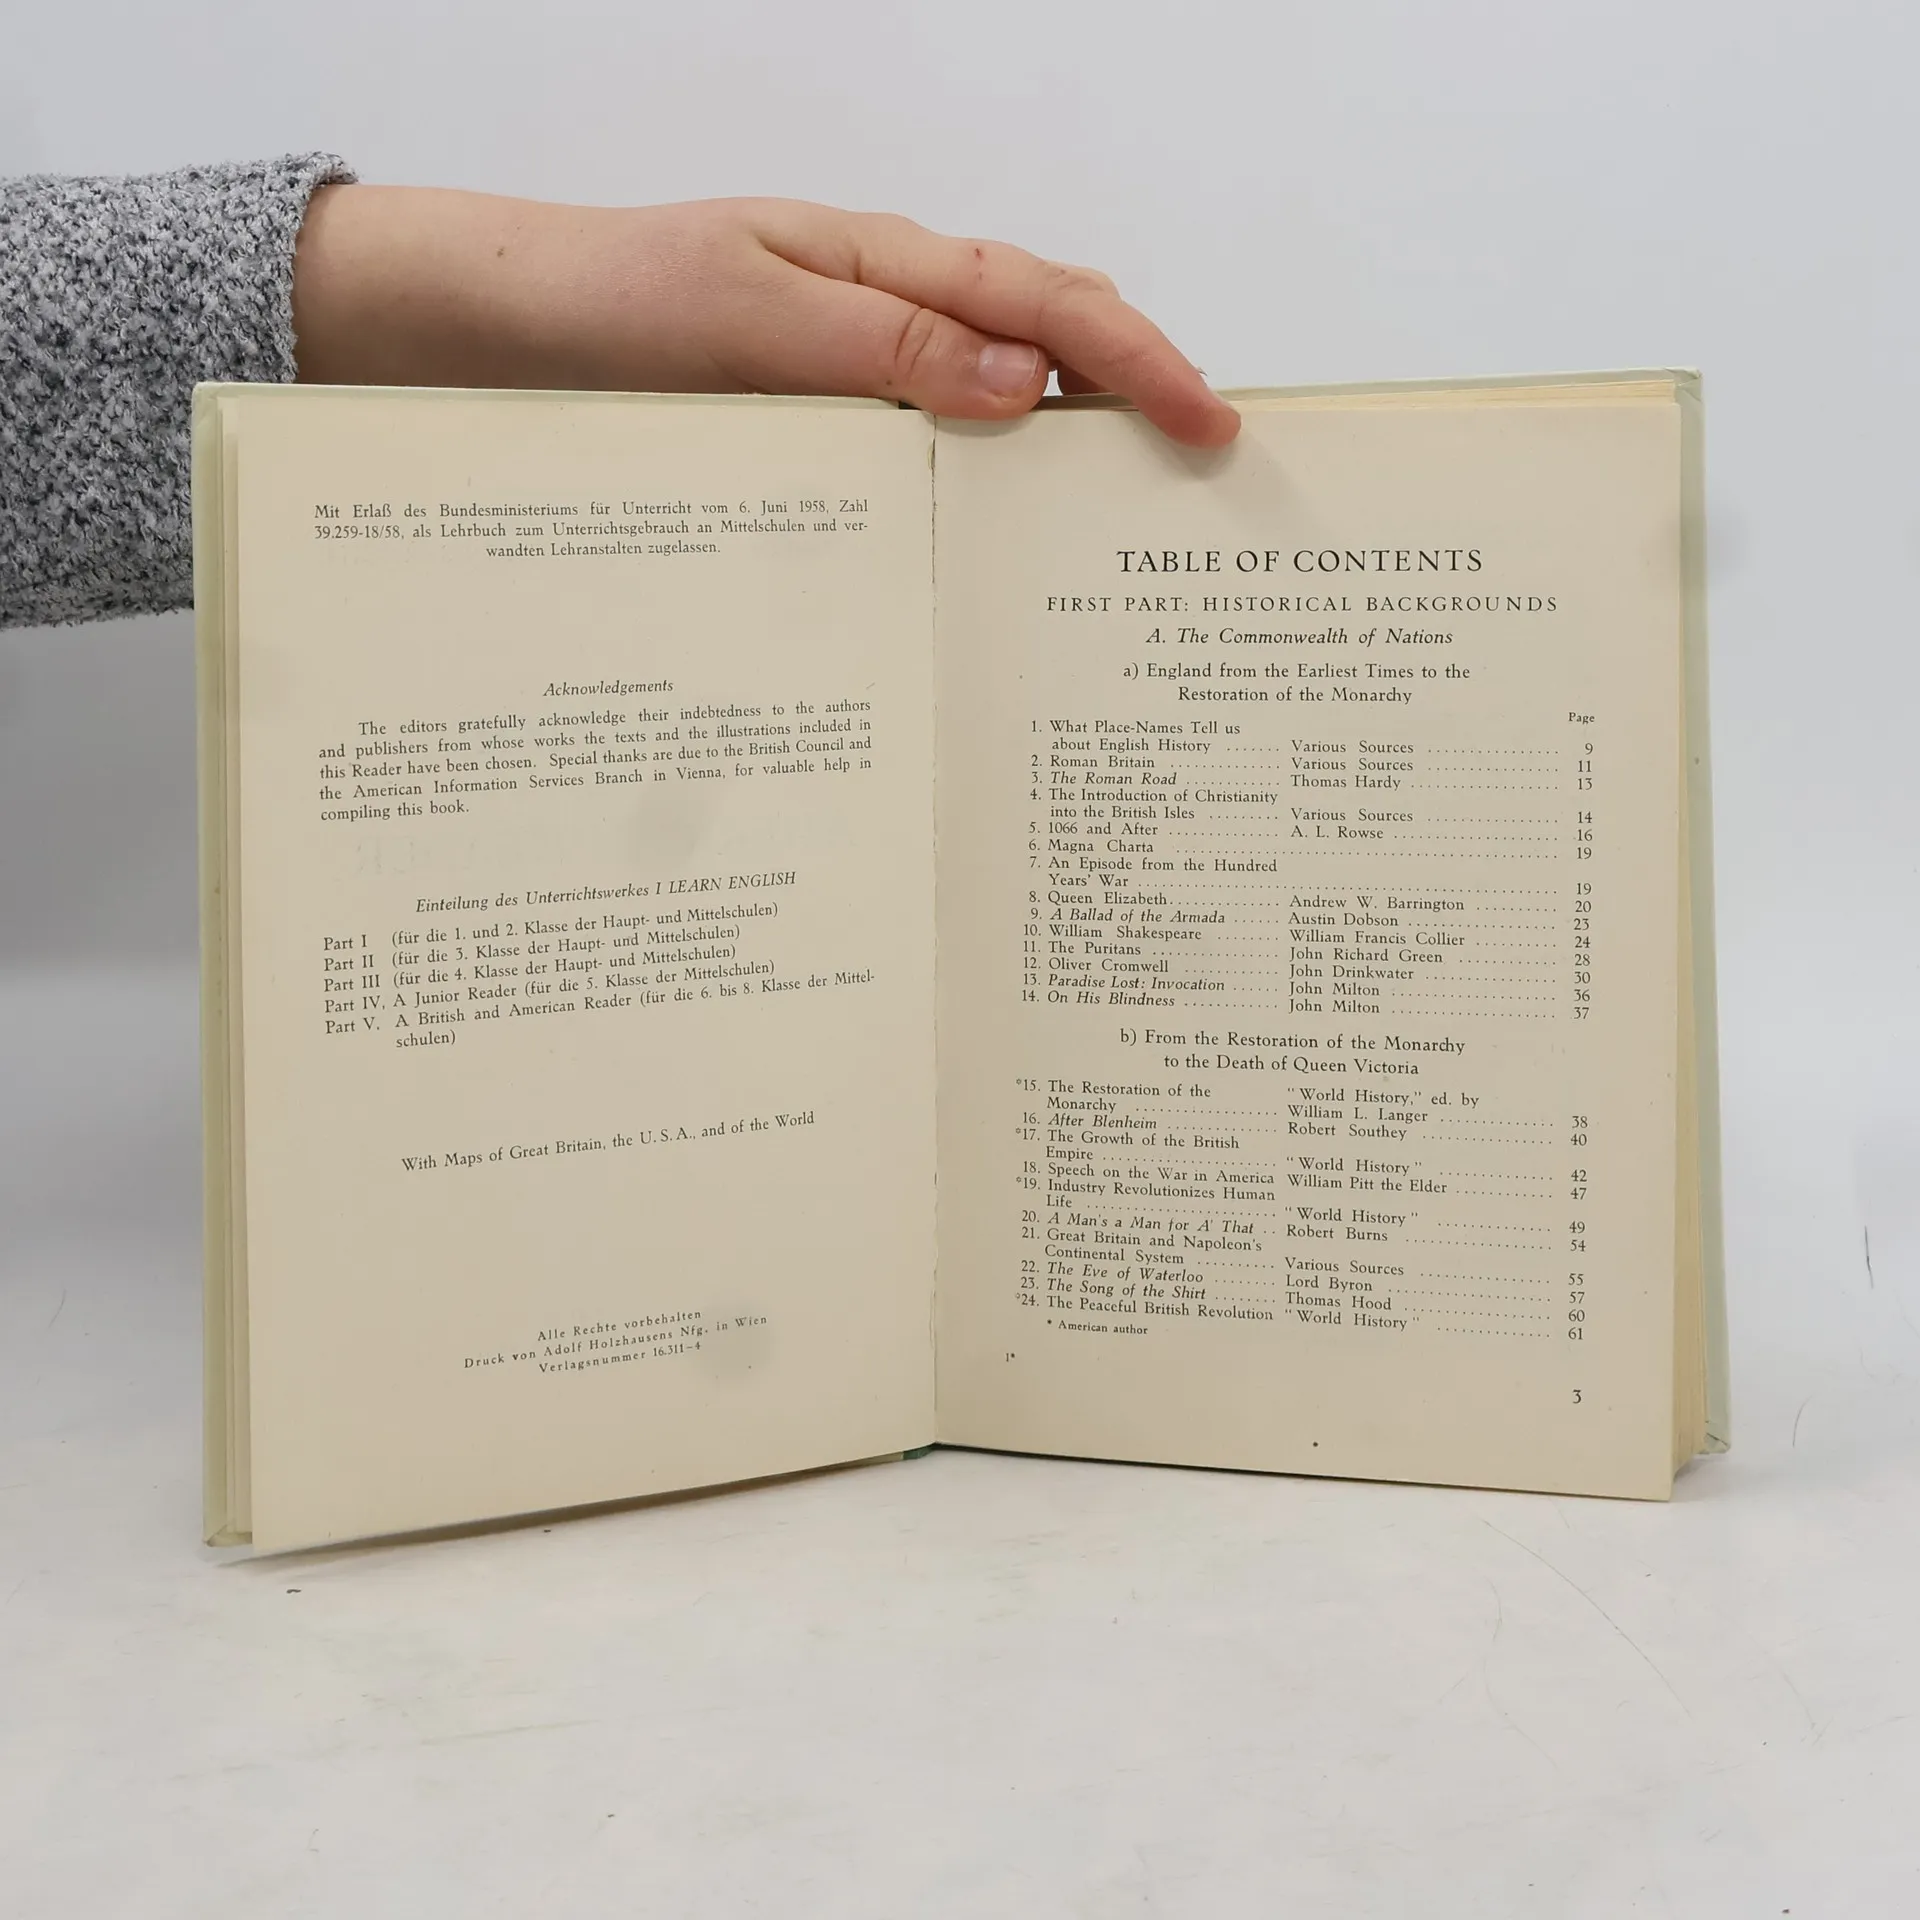 Mit Erlaß des Bundesministeriums für Unterricht vom 6. Juni 1958, Zahl
39.259-18/58, als Lehrbuch zum Unterrichtsgebrauch an Mittelschulen und ver-
wandten Lehranstalten zugelassen.
Acknowledgements
The editors gratefully acknowledge their indebtedness to the authors
and publishers from whose works the texts and the illustrations included in
this Reader have been chosen. Special thanks are due to the British Council and
the American Information Services Branch in Vienna, for valuable help in
compiling this book.
Einteilung des Unterrichtswerkes I LEARN ENGLISH
Part I (für die 1. und 2. Klasse der Haupt- und Mittelschulen)
Part II (für die 3. Klasse der Haupt- und Mittelschulen)
Part III (für die 4. Klasse der Haupt- und Mittelschulen)
Part IV, A Junior Reader (für die 5. Klasse der Mittelschulen)
Part V. A British and American Reader (für die 6. bis 8. Klasse der Mittel-
schulen)
With Maps of Great Britain, the U. S. A., and of the World
Alle Rechte vorbehalten
Druck von Adolf Holzhausens Nfg. in Wien
Verlagsnummer 16.311–4
TABLE OF CONTENTS
FIRST PART: HISTORICAL BACKGROUNDS
A. The Commonwealth of Nations
a) England from the Earliest Times to the
Restoration of the Monarchy
Page
1. What Place-Names Tell us
about English History ....... Various Sources ................ 9
2. Roman Britain ............. Various Sources ................ 11
3. The Roman Road ........... Thomas Hardy .................. 13
4. The Introduction of Christianity
into the British Isles ......... Various Sources ................ 14
5. 1066 and After ............. A. L. Rowse .................... 16
6. Magna Charta ................................................ 19
7. An Episode from the Hundred
Years' War .................................................... 19
8. Queen Elizabeth............. Andrew W. Barrington .......... 20
9. A Ballad of the Armada ...... Austin Dobson .................. 23
10. William Shakespeare ........ William Francis Collier .......... 24
11. The Puritans ............... John Richard Green ............ 28
12. Oliver Cromwell ............ John Drinkwater ................ 30
13. Paradise Lost: Invocation ...... John Milton .................... 36
14. On His Blindness ............ John Milton .................... 37
b) From the Restoration of the Monarchy
to the Death of Queen Victoria
*15. The Restoration of the "World History," ed. by
Monarchy .................. William L. Langer .............. 38
16. After Blenheim .............. Robert Southey ................ 40
*17. The Growth of the British
Empire ...................... "World History" .............. 42
18. Speech on the War in America William Pitt the Elder ............ 47
*19. Industry Revolutionizes Human
Life ........................ "World History" .............. 49
20. A Man's a Man for A' That .. Robert Burns .................. 54
21. Great Britain and Napoleon's
Continental System .......... Various Sources ................ 55
22. The Eve of Waterloo ........ Lord Byron .................... 57
23. The Song of the Shirt ........ Thomas Hood .................. 60
*24. The Peaceful British Revolution "World History" .............. 61
* American author
1*
3